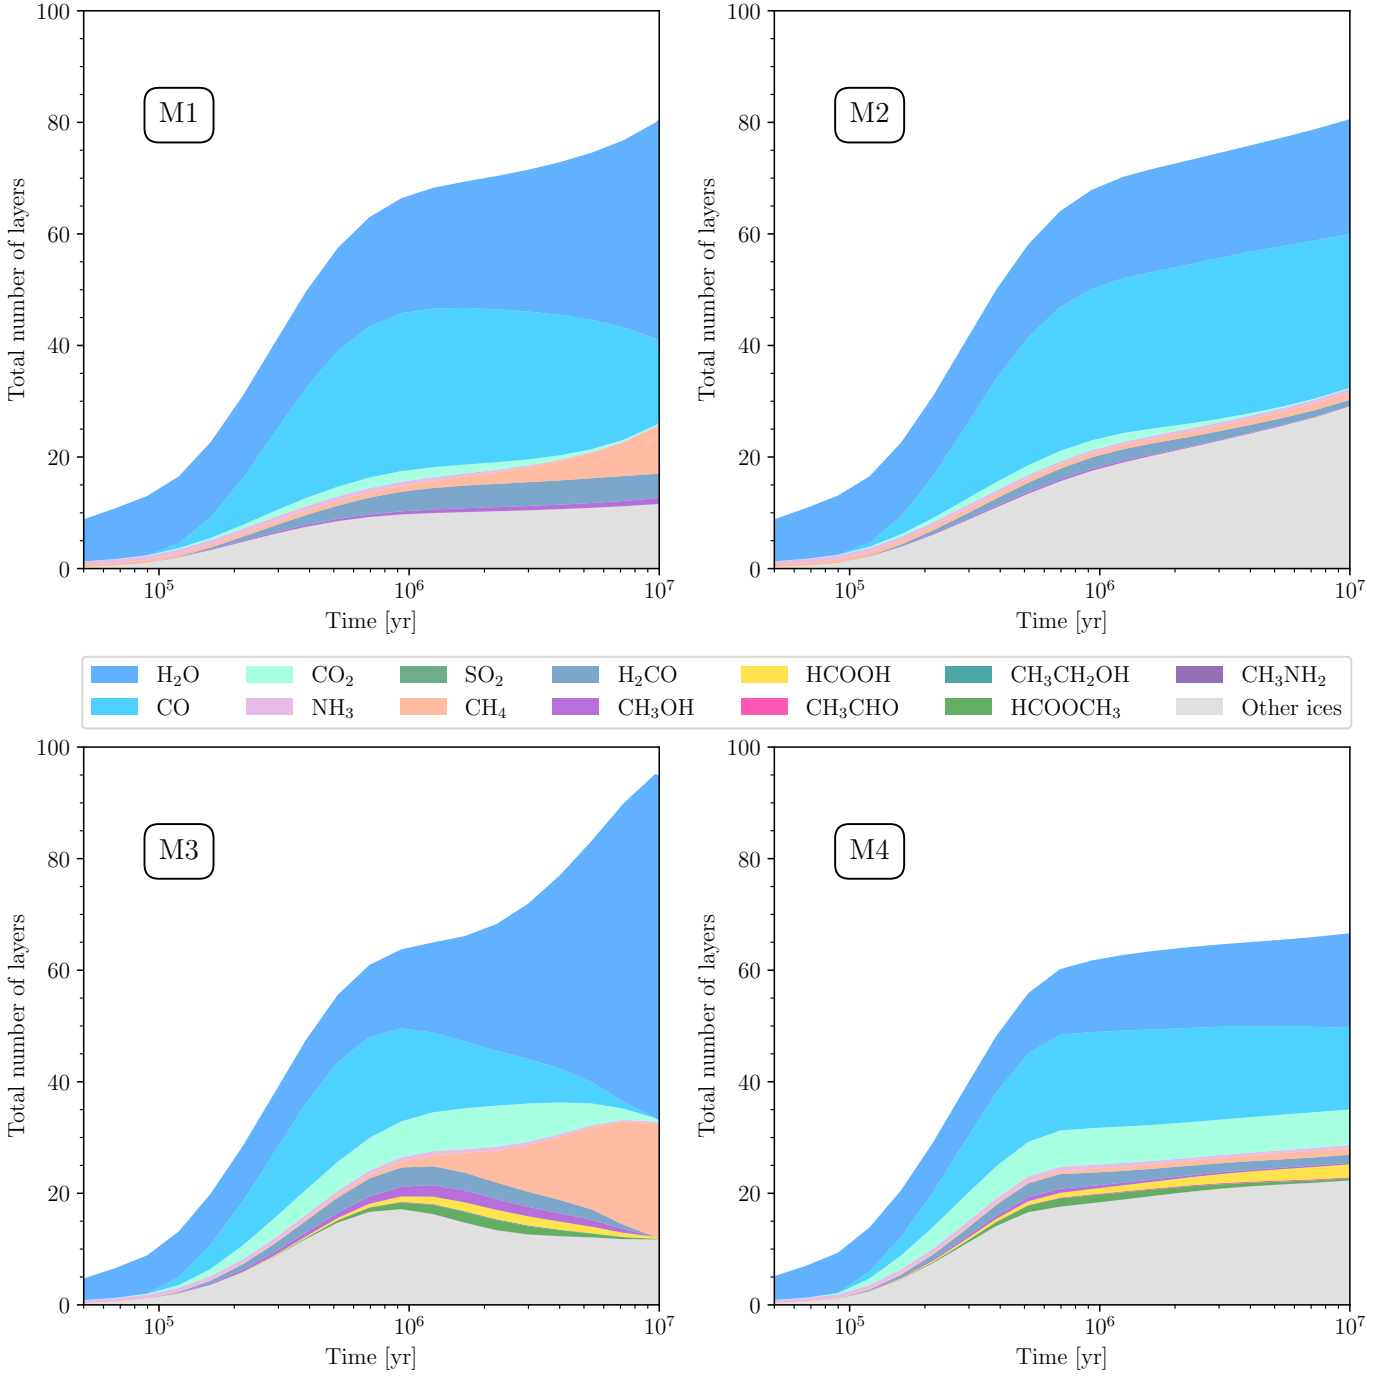 100
80
60
40
20
0
Total number of layers
M1
10⁵
10⁶
10⁷
Time [yr]
100
80
60
40
20
0
Total number of layers
M2
10⁵
10⁶
10⁷
Time [yr]
H₂O CO₂ SO₂ H₂CO HCOOH CH₃CH₂OH CH₃NH₂
CO NH₃ CH₄ CH₃OH CH₃CHO HCOOCH₃ Other ices
100
80
60
40
20
0
Total number of layers
M3
10⁵
10⁶
10⁷
Time [yr]
100
80
60
40
20
0
Total number of layers
M4
10⁵
10⁶
10⁷
Time [yr]